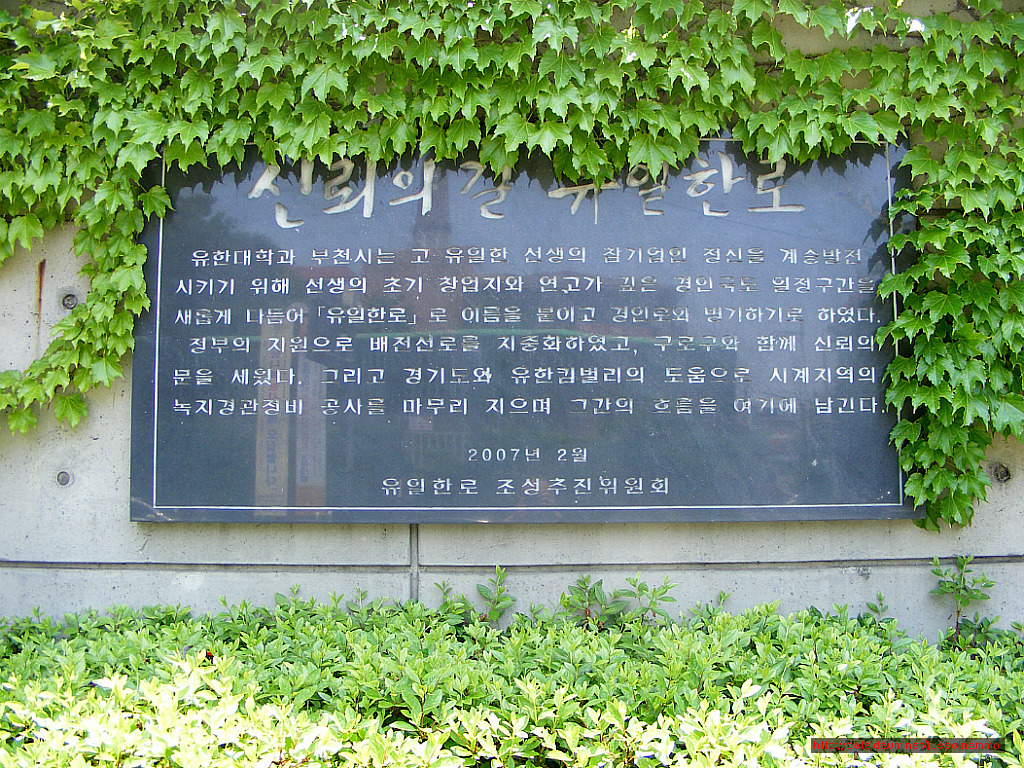 신뢰의 길 유일한로
유한대학과 부천시는 고 유일한 선생의 참기업인 정신을 계승발전
시키기 위해 선생의 초기 창업지와 연고가 깊은 경인국도 일정구간을
새롭게 나눔어 「유일한로」로 이름을 붙이고 경인로와 병기하기로 하였다.
정부의 지원으로 배전선로를 지중화하였고, 구로구와 함께 신뢰의
문을 세웠다. 그리고 경기도와 유한킴벌리의 도움으로 시계지역의
녹지경관정비 공사를 마무리 지으며 그간의 흐름을 여기에 남긴다.
2007년 2월
유일한로 조성추진위원회